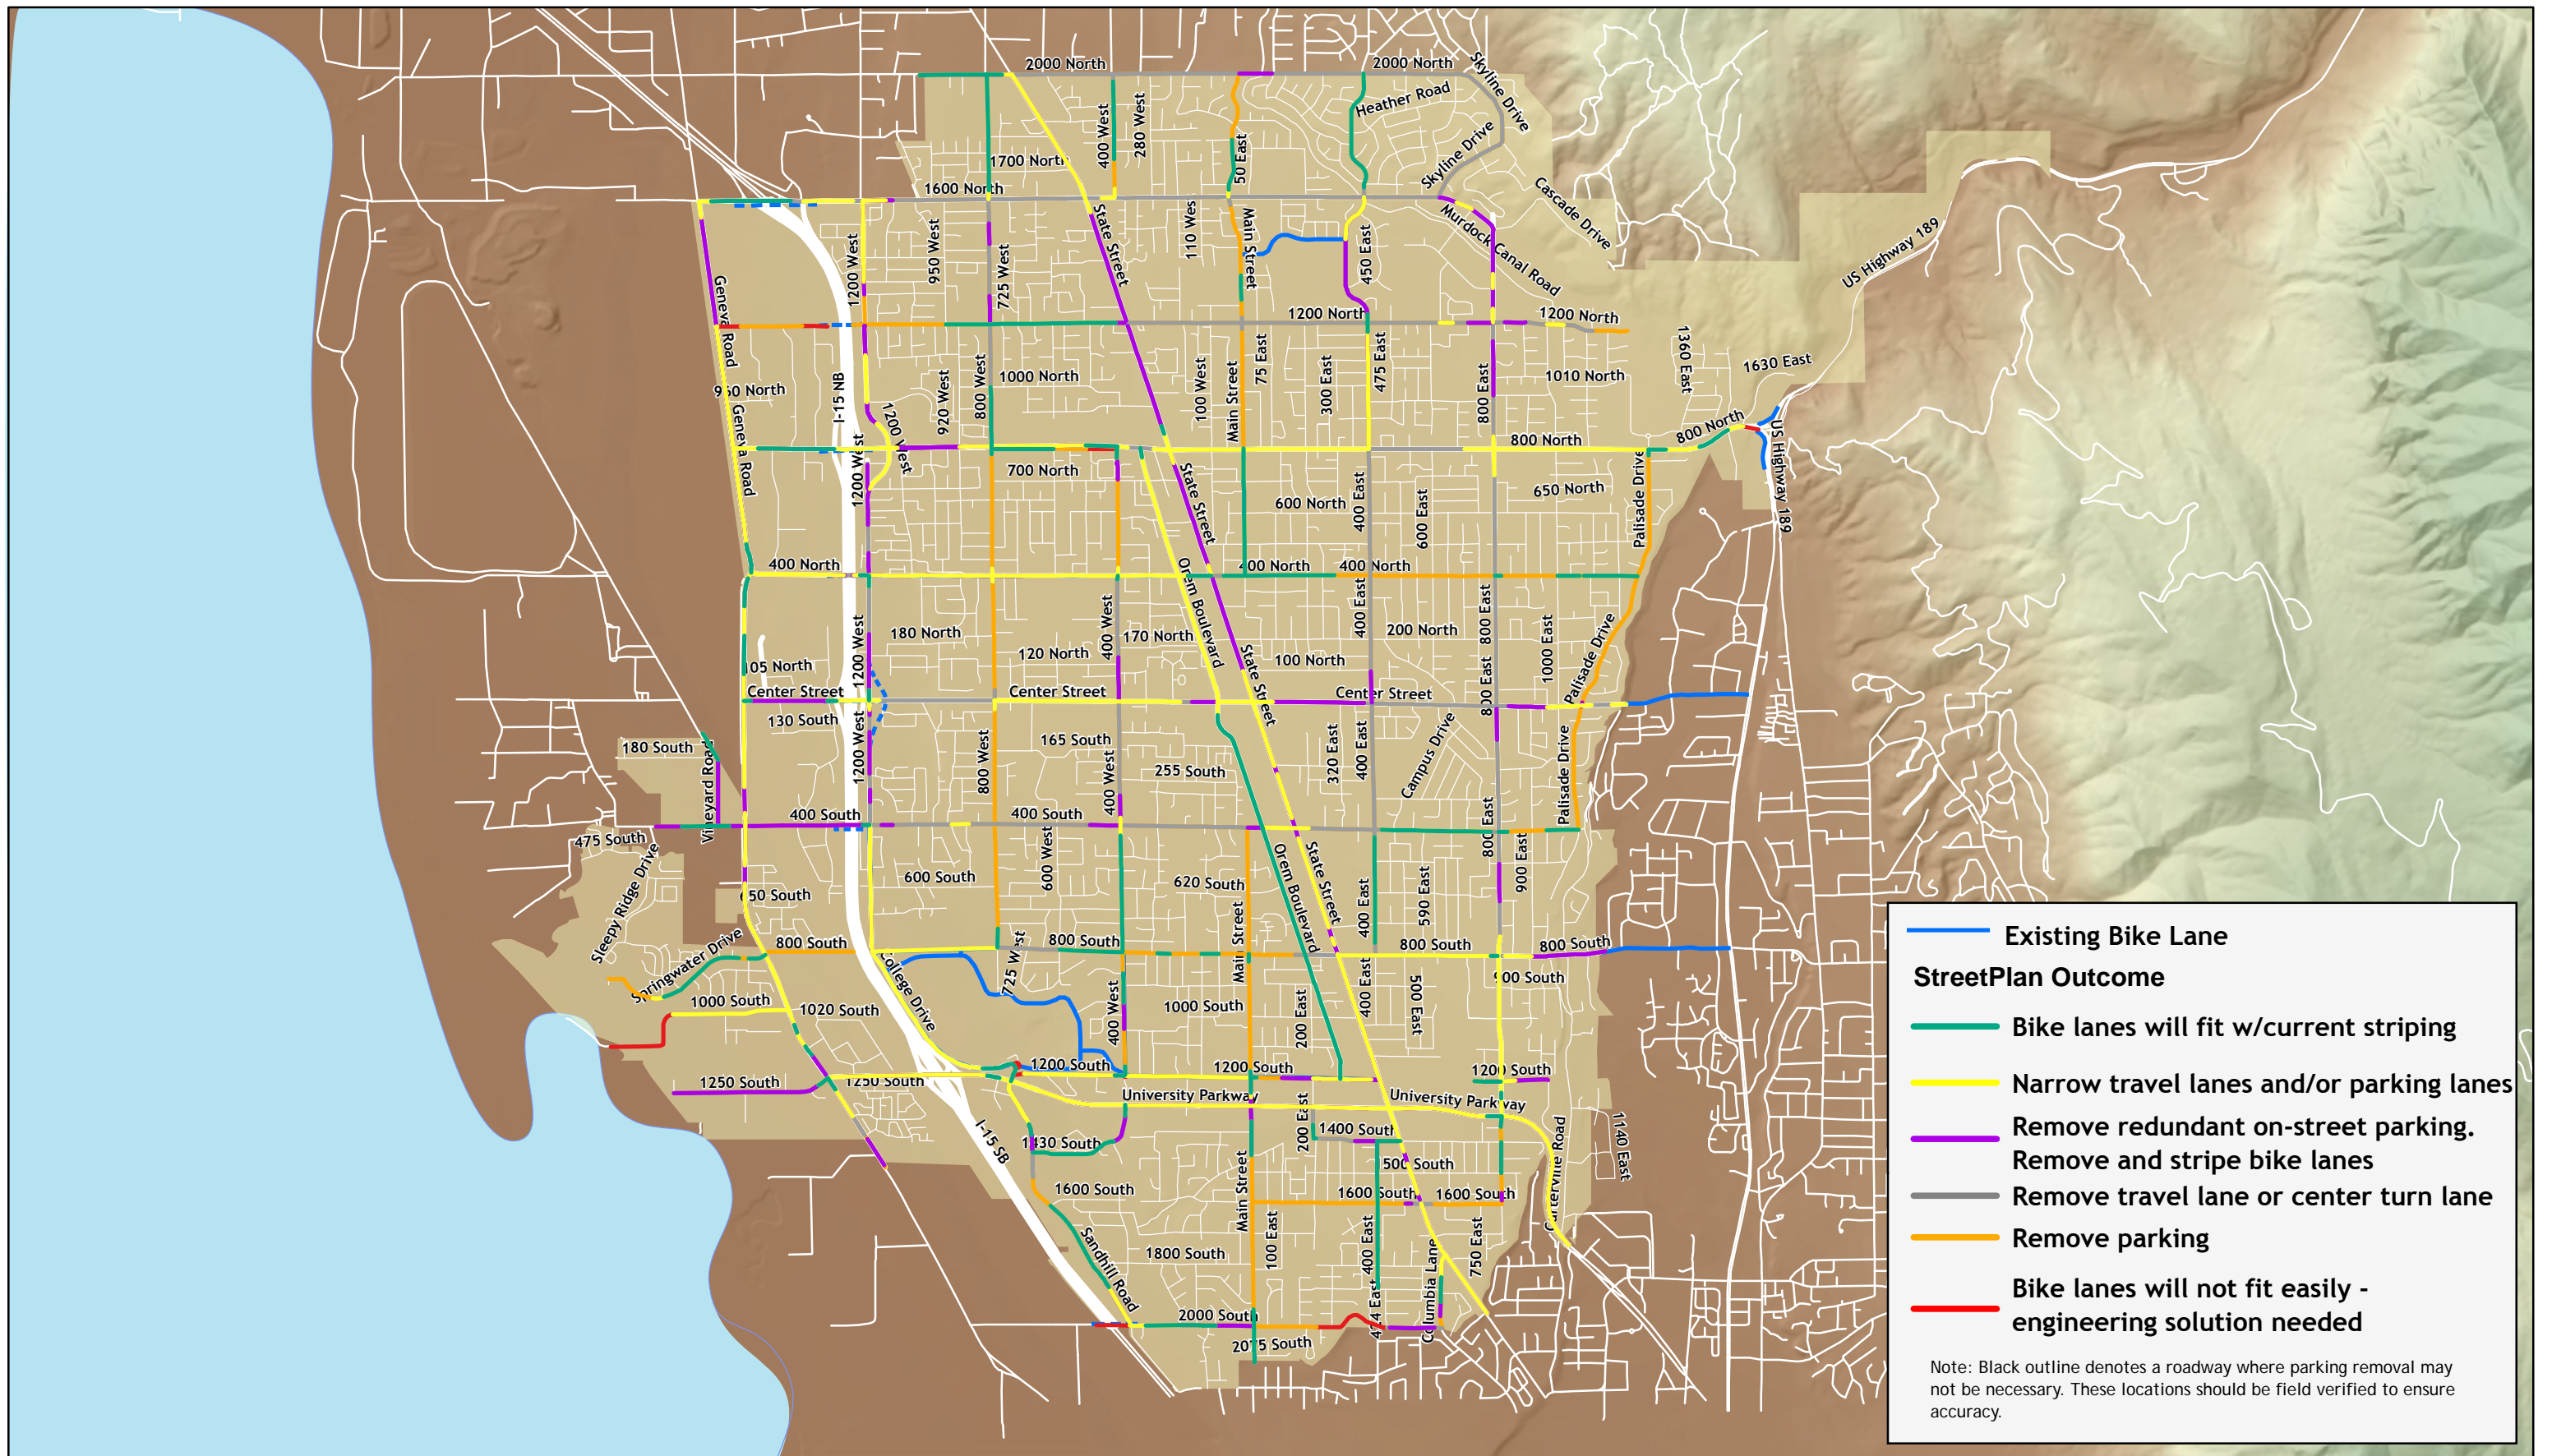 2000 North
2000 North
Skyline Drive
Heather Road
400 West
280 West
50 East
1700 North
Skyline Drive
1600 North
Cascade Drive
State Street
110 Wes
Main Street
Murdock Canal Road
US Highway 189
1200 West
950 West
725 West
450 East
Geneva Road
1200 North
1200 North
1360 East
1630 East
I-15 NB
920 West
800 West
1000 North
100 West
Main Street
75 East
300 East
475 East
800 East
1010 North
960 North
Geneva Road
1200 West
1200 West
800 North
800 North
US Highway 189
700 North
State Street
600 North
400 East
600 East
650 North
Palisade Drive
400 North
Orem Boulevard
400 North
400 North
1200 West
180 North
400 West
170 North
120 North
100 North
400 East
200 North
800 East
1000 East
Palisade Drive
105 North
State Street
Center Street
Center Street
Center Street
800 East
130 South
1200 West
180 South
Vineyard Road
800 West
165 South
400 West
255 South
320 East
400 East
Campus Drive
Palisade Drive
400 South
400 South
475 South
Sleepy Ridge Drive
600 West
Orem Boulevard
State Street
800 East
900 East
600 South
620 South
650 South
400 East
590 East
Main Street
Springwater Drive
800 South
725 West
800 South
800 South
800 South
College Drive
900 South
1000 South
1020 South
400 West
1000 South
200 East
400 East
500 East
1200 South
1200 South
1200 South
1250 South
1250 South
University Parkway
University Parkway
I-15 SB
1430 South
200 East
1400 South
Carterville Road
1140 East
500 South
1600 South
Main Street
1600 South
1600 South
Sandhill Road
1800 South
100 East
400 East
Columbia Lane
750 East
2000 South
2075 South
Existing Bike Lane
StreetPlan Outcome
Bike lanes will fit w/current striping
Narrow travel lanes and/or parking lanes
Remove redundant on-street parking.
Remove and stripe bike lanes
Remove travel lane or center turn lane
Remove parking
Bike lanes will not fit easily -
engineering solution needed
Note: Black outline denotes a roadway where parking removal may
not be necessary. These locations should be field verified to ensure
accuracy.